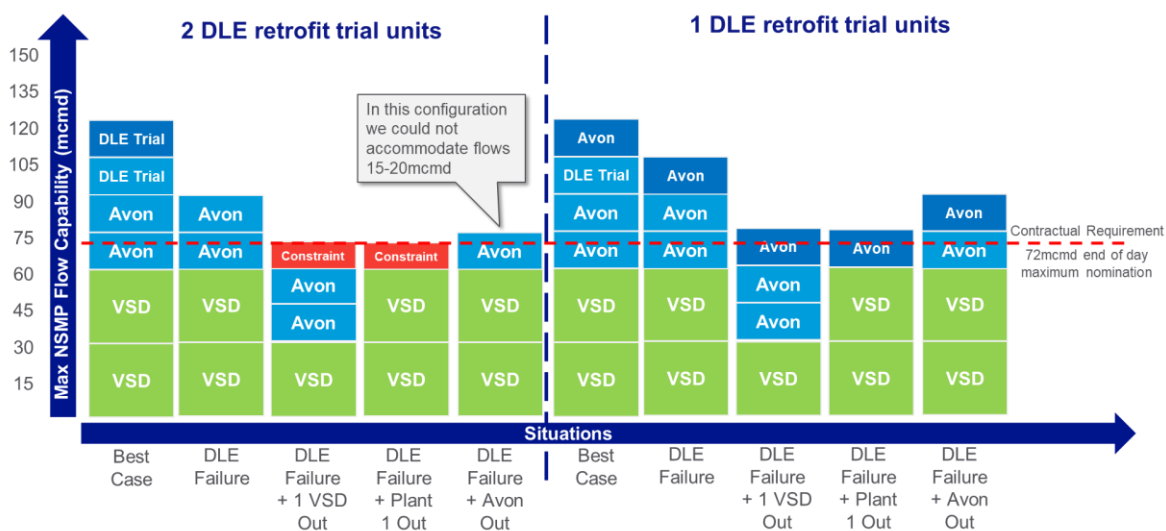 2 DLE retrofit trial units
1 DLE retrofit trial units
Max NSMP Flow Capability (mcmd)
150
135
120
105
90
75
60
45
30
15
DLE Trial
DLE Trial
Avon
Avon
VSD
VSD
Avon
Avon
VSD
VSD
Constraint
Avon
Avon
VSD
Constraint
VSD
VSD
In this configuration
we could not
accommodate flows
15-20mcmd
Avon
VSD
VSD
Avon
DLE Trial
Avon
Avon
VSD
VSD
Avon
Avon
Avon
VSD
VSD
Avon
Avon
Avon
VSD
Avon
VSD
VSD
Avon
Avon
VSD
VSD
Contractual Requirement
72mcmd end of day
maximum nomination
Situations
Best
Case
DLE
Failure
DLE
Failure
+ 1 VSD
Out
DLE
Failure
+ Plant
1 Out
DLE
Failure
+ Avon
Out
Best
Case
DLE
Failure
DLE
Failure
+ 1 VSD
Out
DLE
Failure
+ Plant
1 Out
DLE
Failure
+ Avon
Out